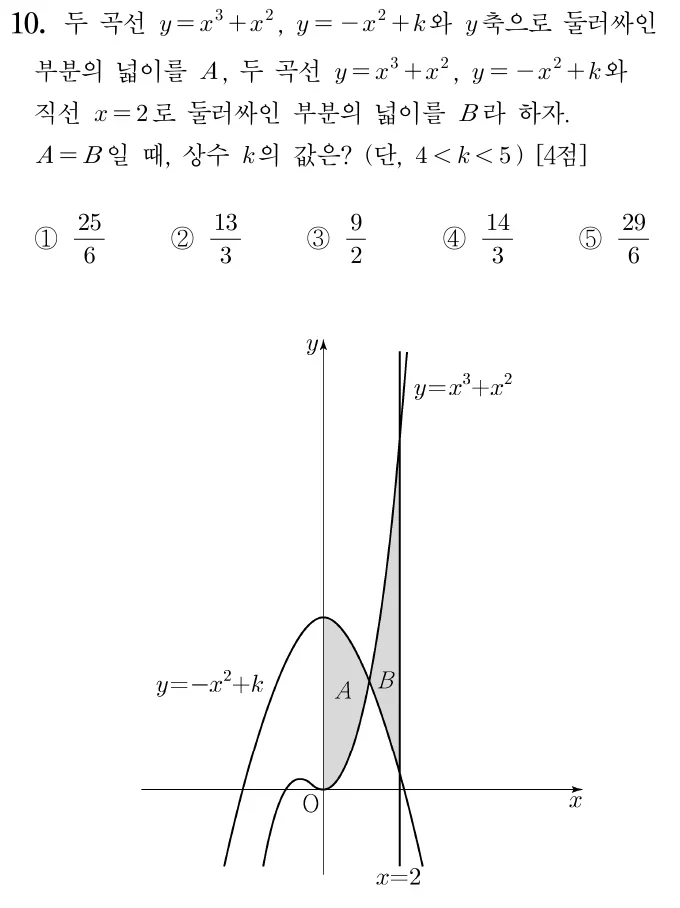 10. 두 곡선 y=x³+x², y=−x²+k와 y축으로 둘러싸인
부분의 넓이를 A, 두 곡선 y=x³+x², y=−x²+k와
직선 x=2로 둘러싸인 부분의 넓이를 B라 하자.
A=B일 때, 상수 k의 값은? (단, 4<k<5) [4점]
① 25/6 ② 13/3 ③ 9/2 ④ 14/3 ⑤ 29/6
y
y=x³+x²
y=−x²+k
A B
O x
x=2